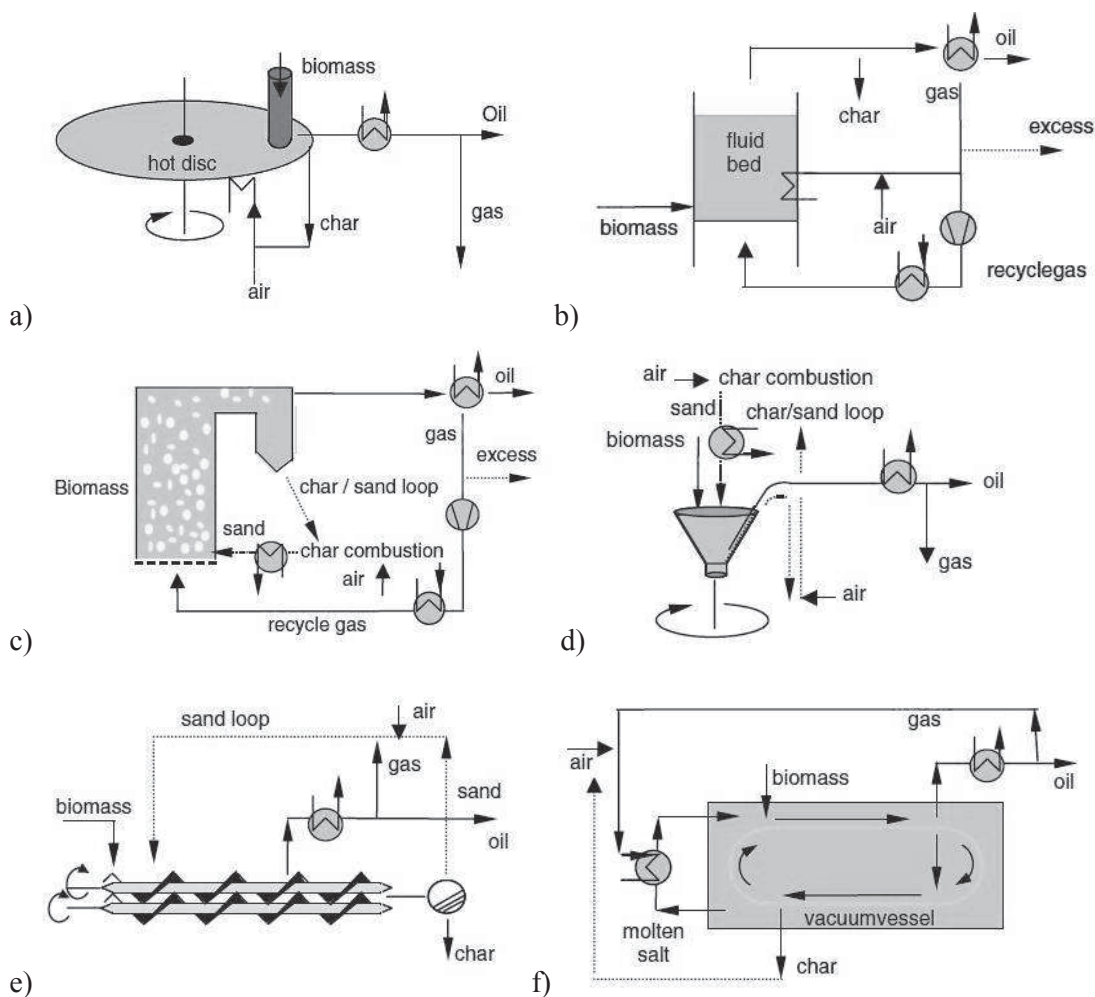 biomass
Oil
hot disc
char
gas
air
a)
oil
gas
char
excess
fluid
bed
biomass
air
recyclegas
b)
oil
gas
excess
Biomass
char / sand loop
sand
char combustion
air
recycle gas
c)
air
char combustion
sand
char/sand loop
biomass
oil
gas
air
d)
air
sand loop
gas
biomass
sand
oil
char
e)
gas
air
biomass
oil
vacuumvessel
molten
salt
char
f)